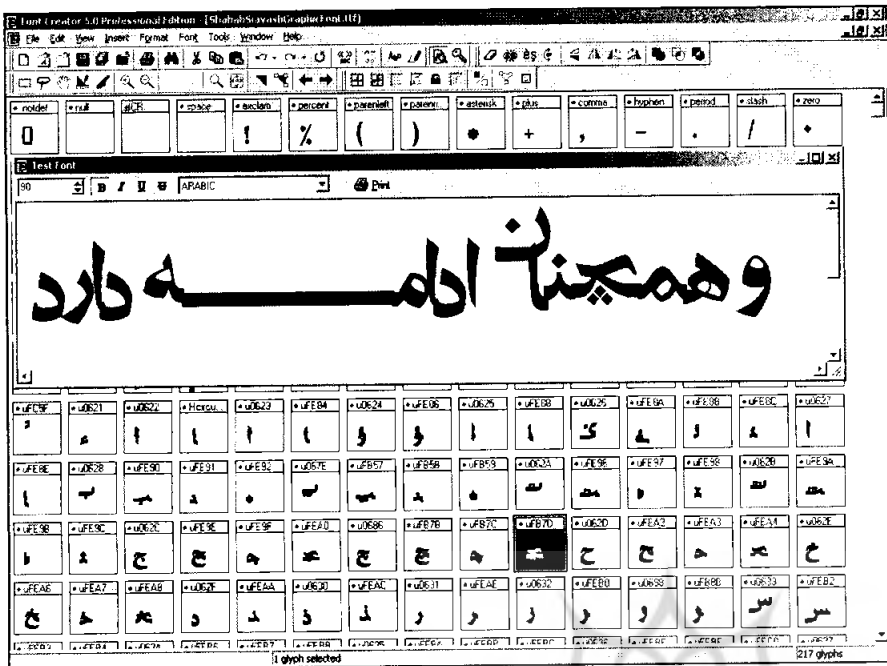 Font Creator 5.0 Professional Edition - [ShahabSiavashGraphicFont.ttf]
File Edit View Insert Format Font Tools Window Help
notdef null CR space exclam percent parenleft parenri... asterisk plus comma hyphen period slash zero
! % ( ) * + , - . / ٠
Test Font
90 B I U ARABIC Print
و همچنان ادامـــــه دارد
u0621 u0622 u0623 uFE84 u0624 uFE86 u0625 uFE88 uFE8A uFE8C u0627
uFE8E u0628 uFE90 uFE91 uFE92 u067E uFB57 uFB58 uFB59 u062A uFE96 uFE97 uFE98 u062B uFE9A
uFE9B uFE9C u062C uFE9E uFE9F uFEA0 u0686 uFB7B uFB7C uFB7D u062D uFEA2 uFEA3 uFEA4 u062E
uFEA6 uFEA7 uFEA8 u062F uFEAA u0630 uFEAC u0631 uFEAE u0632 uFEB0 u0698 uFB8B u0633 uFEB2
1 glyph selected 217 glyphs